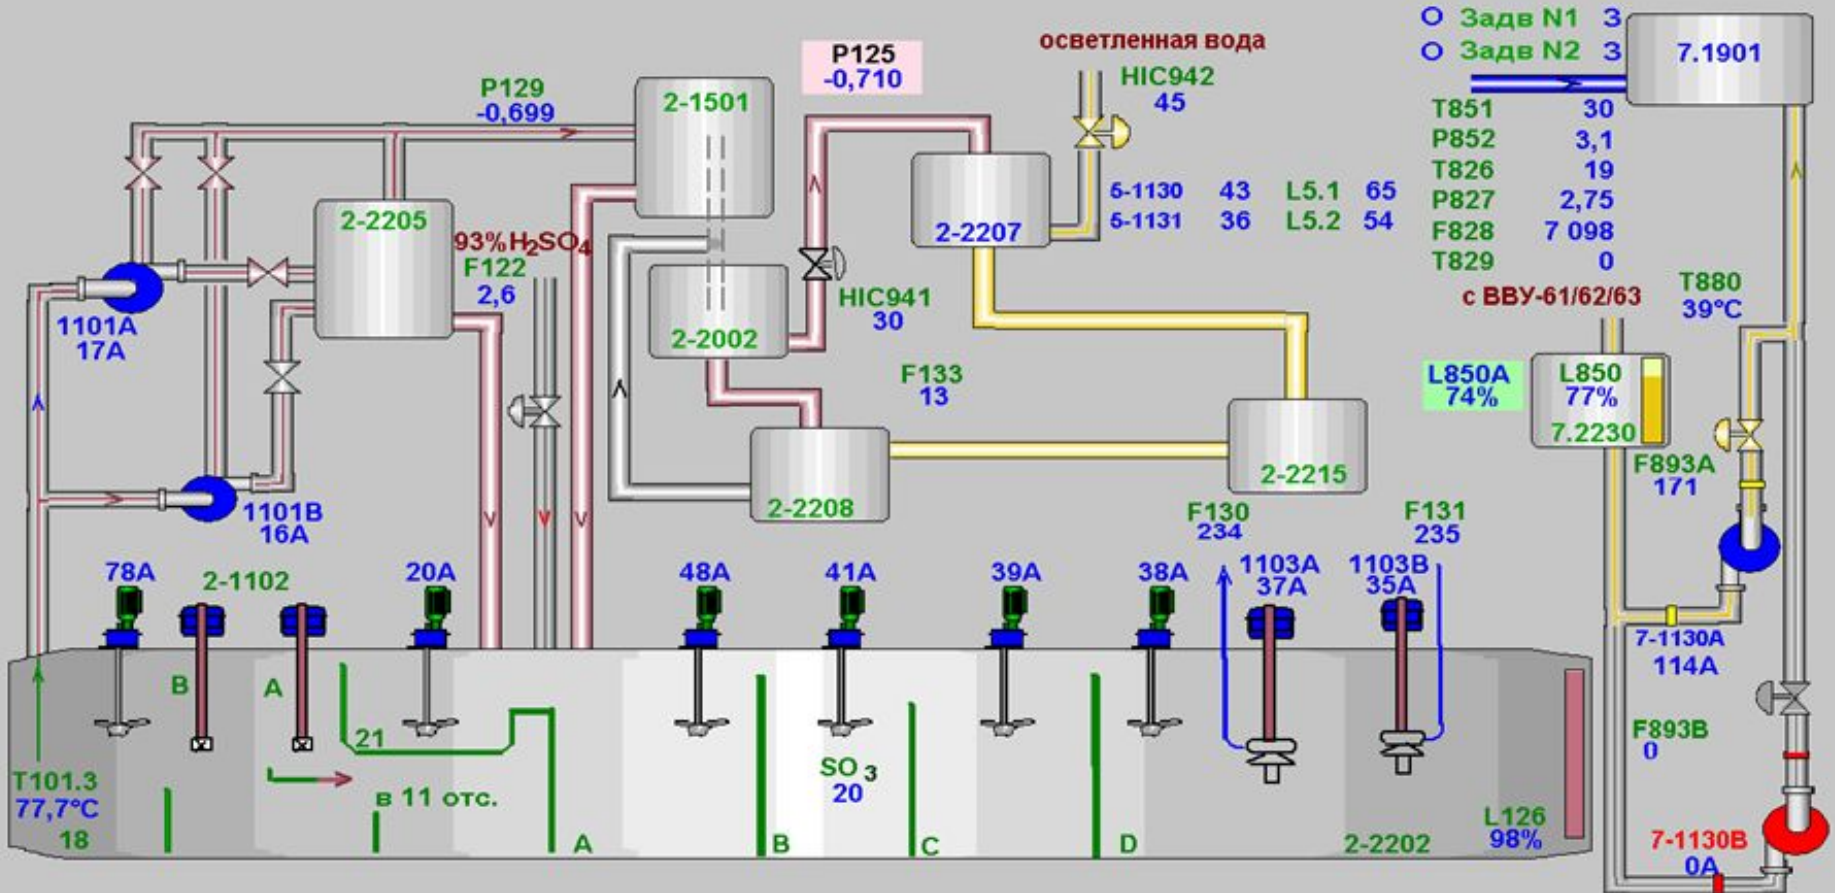 Задв N1 З
Задв N2 З
7.1901
осветленная вода
P125
-0,710
HIC942
45
P129
-0,699
2-1501
T851 30
P852 3,1
T826 19
P827 2,75
F828 7 098
T829 0
с ВВУ-61/62/63
2-2205
93%H₂SO₄
F122
2,6
2-2207
6-1130 43 L5.1 65
6-1131 36 L5.2 54
T880
39°C
1101A
17A
2-2002
HIC941
30
F133
13
L850A
74%
L850
77%
7.2230
F893A
171
1101B
16A
2-2208
2-2215
F130
234
F131
235
78A
2-1102
20A
48A
41A
39A
38A
1103A
37A
1103B
35A
7-1130A
114A
B
A
21
в 11 отс.
T101.3
77,7°C
18
SO₃
20
A
B
C
D
2-2202
L126
98%
F893B
0
7-1130B
0A